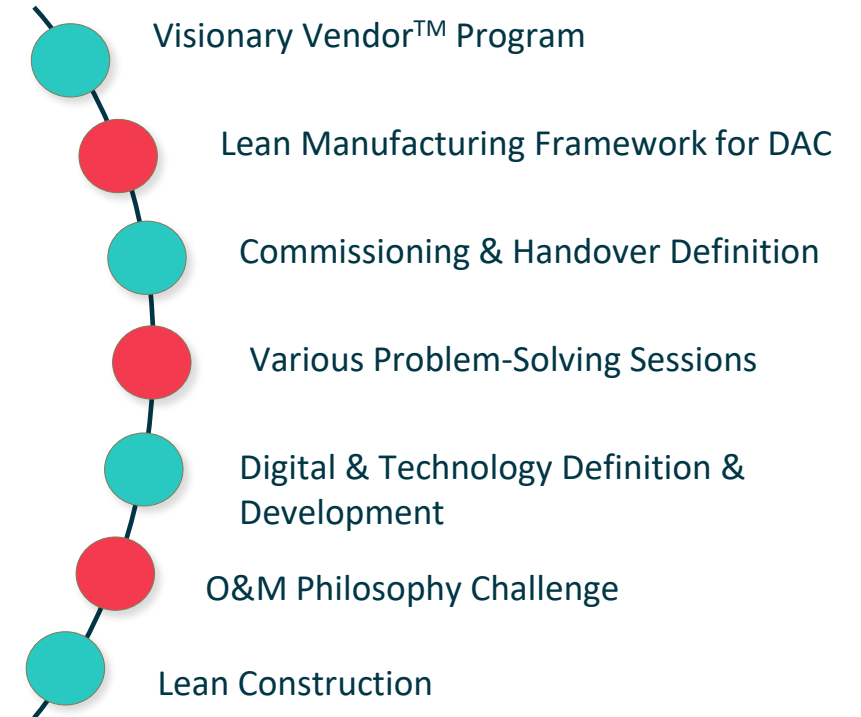 Visionary Vendor™ Program
Lean Manufacturing Framework for DAC
Commissioning & Handover Definition
Various Problem-Solving Sessions
Digital & Technology Definition &
Development
O&M Philosophy Challenge
Lean Construction